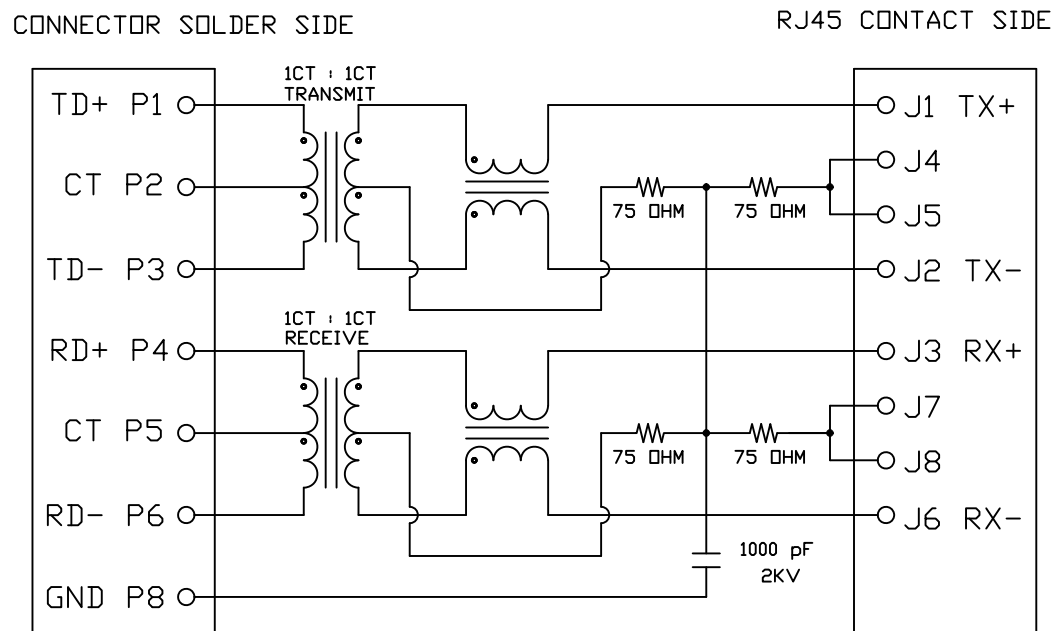 CONNECTOR SOLDER SIDE
RJ45 CONTACT SIDE
1CT : 1CT
TRANSMIT
TD+ P1
J1 TX+
J4
CT P2
75 OHM
75 OHM
J5
TD- P3
J2 TX-
1CT : 1CT
RECEIVE
RD+ P4
J3 RX+
J7
CT P5
75 OHM
75 OHM
J8
RD- P6
J6 RX-
1000 pF
2KV
GND P8